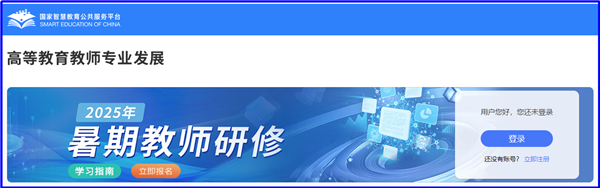 国家智慧教育公共服务平台
SMART EDUCATION OF CHINA
高等教育教师专业发展
2025年
暑期教师研修
学习指南
立即报名
用户您好，您还未登录
登录
还没有账号？ 立即注册